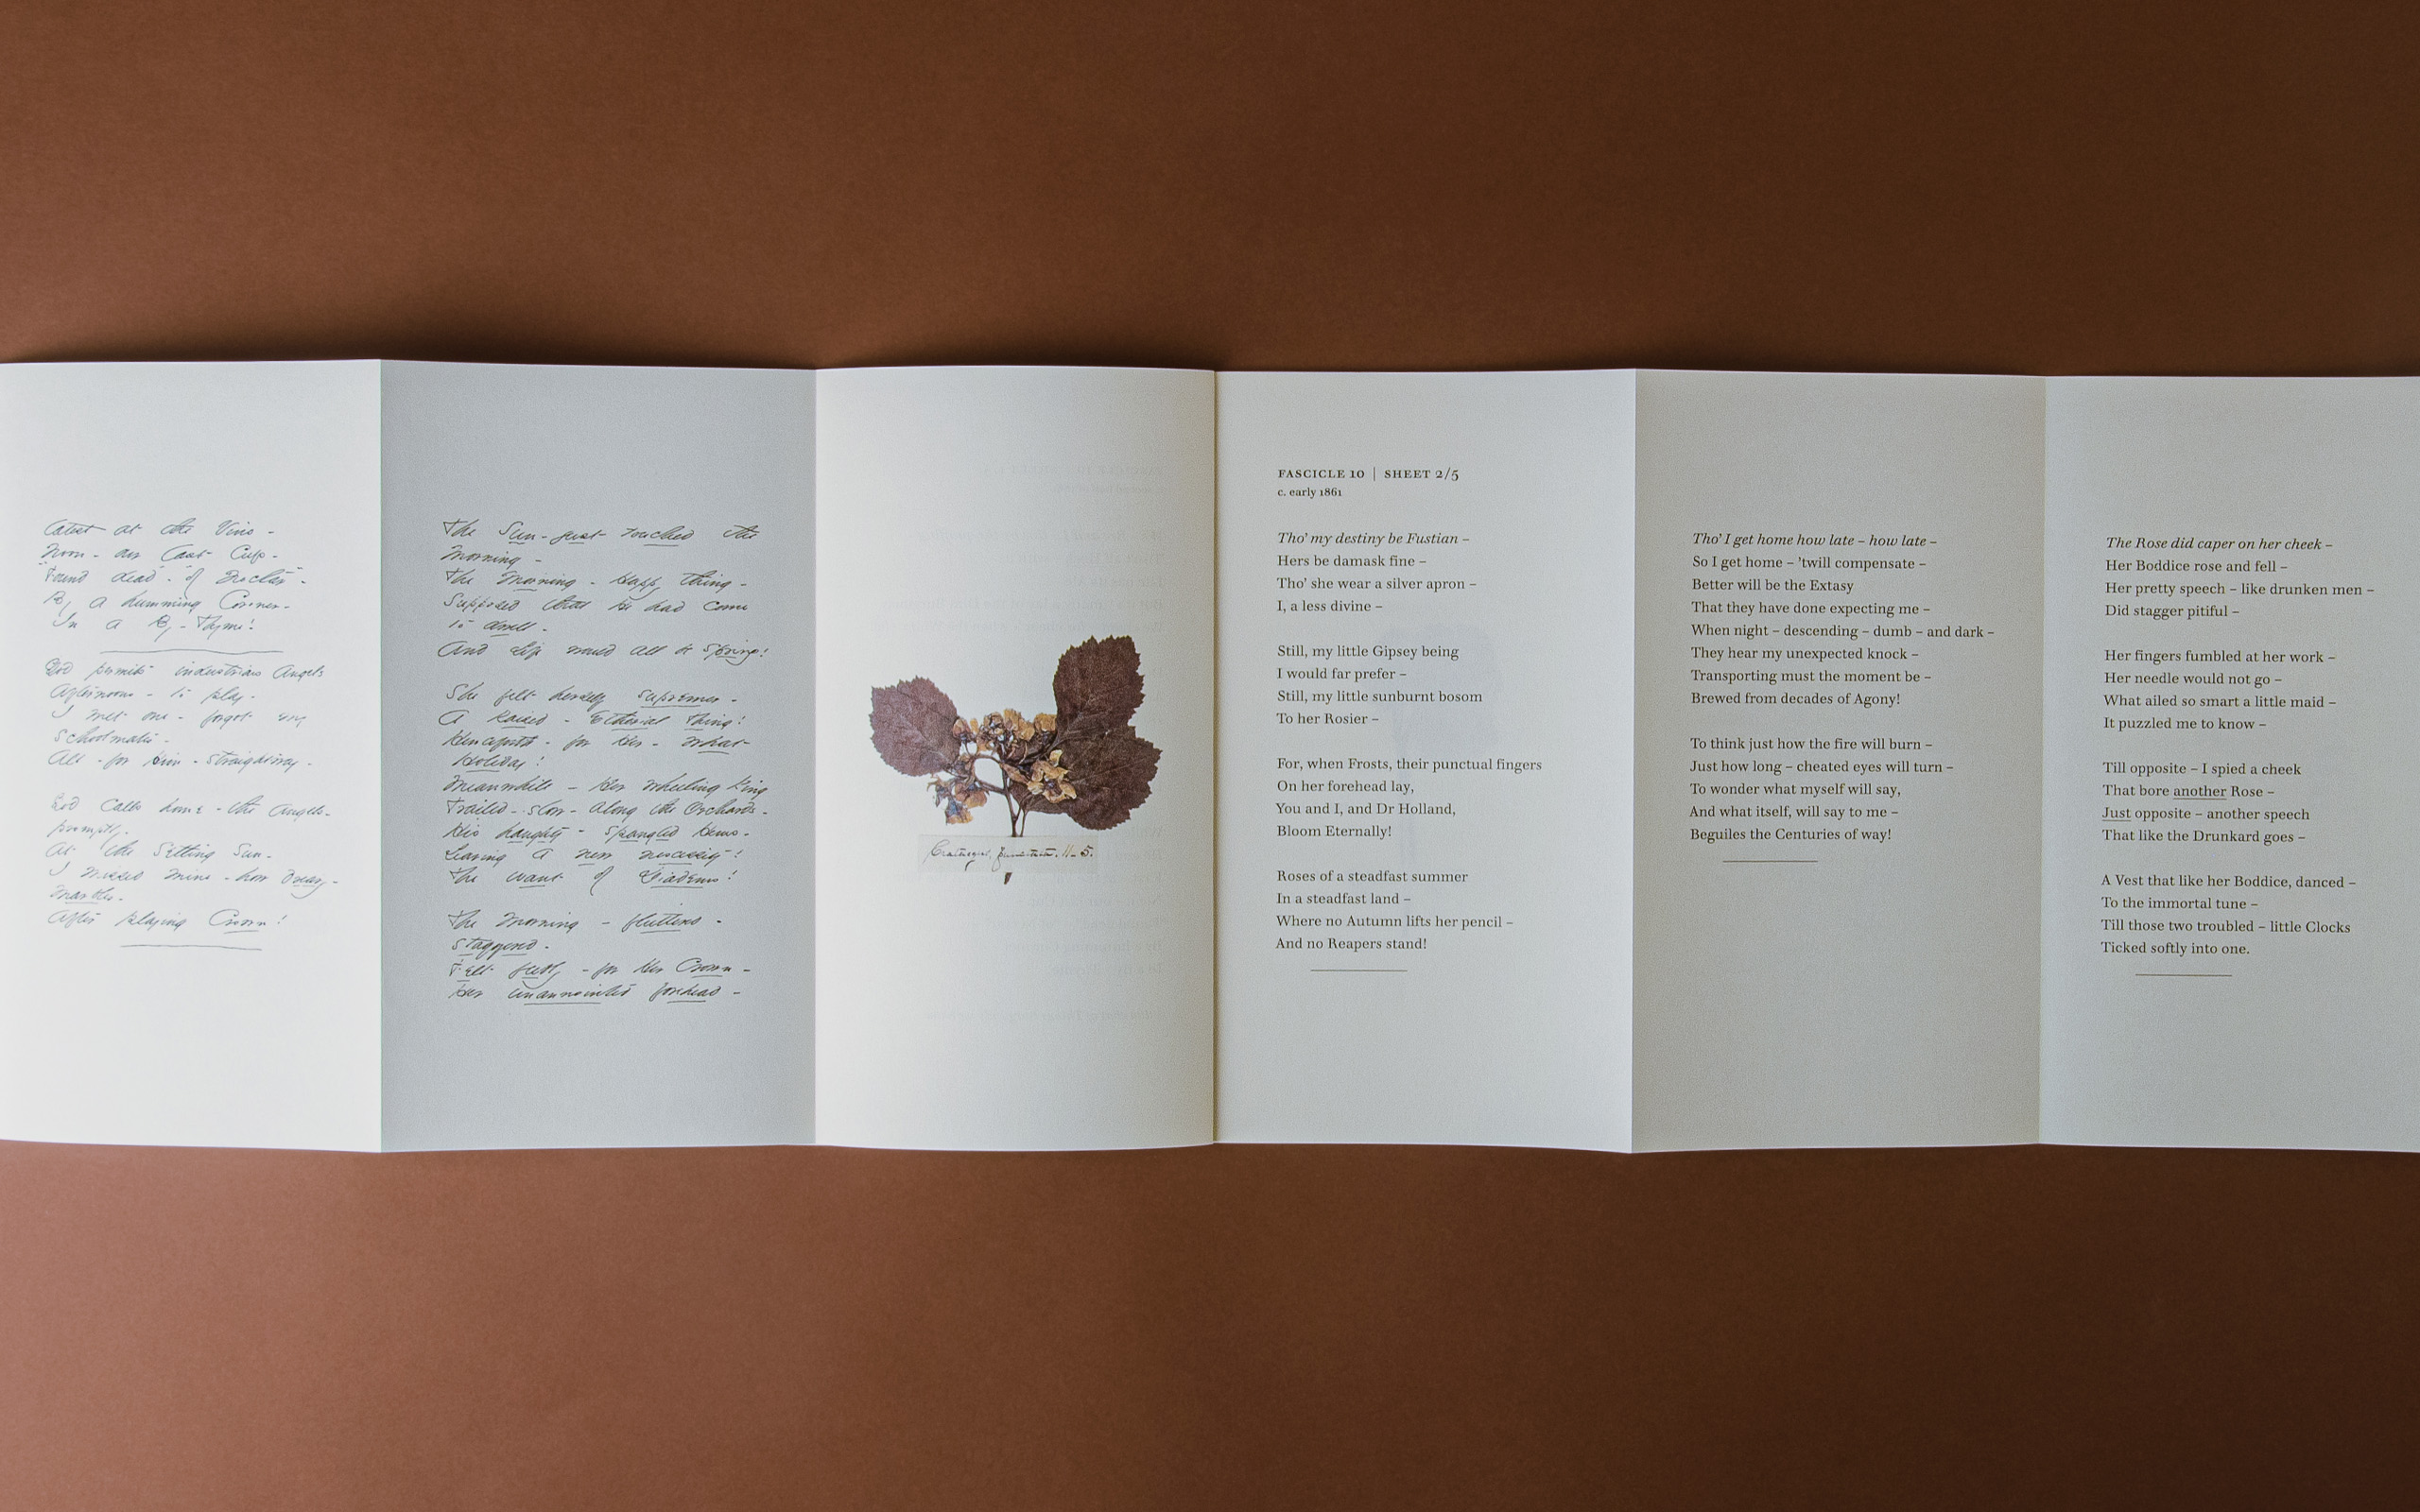 latest at the Vine -
Noon - our Last Cup -
"Found dead" - "of Nectar" -
By a humming Coroner -
In a By - Thyme!
God permits industrious Angels
Afternoons - to play -
I met one - forgot my
Schoolmates -
All - for Him - straightway -
God calls home - the Angels -
promptly -
At the Setting Sun -
I missed mine - how dreary -
Marbles -
After playing Crown!
The Sun - just touched the
Morning -
The Morning - Happy thing -
Supposed that He had come
to dwell -
And Life would all be Spring!
She felt herself supremer -
A Raised - Etherial Thing!
Henceforth - for Her - What
Holiday!
Meanwhile - Her wheeling King
Trailed - slow - along the Orchards -
His haughty - spangled Hems -
Leaving a new necessity!
The want of Diadems!
The Morning - fluttered -
staggered -
Felt feebly - for Her Crown -
Her unannointed forehead -
11-5.
FASCICLE 10 | SHEET 2/5
c. early 1861
Tho' my destiny be Fustian –
Hers be damask fine –
Tho' she wear a silver apron –
I, a less divine –
Still, my little Gipsey being
I would far prefer –
Still, my little sunburnt bosom
To her Rosier –
For, when Frosts, their punctual fingers
On her forehead lay,
You and I, and Dr Holland,
Bloom Eternally!
Roses of a steadfast summer
In a steadfast land –
Where no Autumn lifts her pencil –
And no Reapers stand!
Tho' I get home how late – how late –
So I get home – 'twill compensate –
Better will be the Extasy
That they have done expecting me –
When night – descending – dumb – and dark –
They hear my unexpected knock –
Transporting must the moment be –
Brewed from decades of Agony!
To think just how the fire will burn –
Just how long – cheated eyes will turn –
To wonder what myself will say,
And what itself, will say to me –
Beguiles the Centuries of way!
The Rose did caper on her cheek –
Her Boddice rose and fell –
Her pretty speech – like drunken men –
Did stagger pitiful –
Her fingers fumbled at her work –
Her needle would not go –
What ailed so smart a little maid –
It puzzled me to know –
Till opposite – I spied a cheek
That bore another Rose –
Just opposite – another speech
That like the Drunkard goes –
A Vest that like her Boddice, danced –
To the immortal tune –
Till those two troubled – little Clocks
Ticked softly into one.